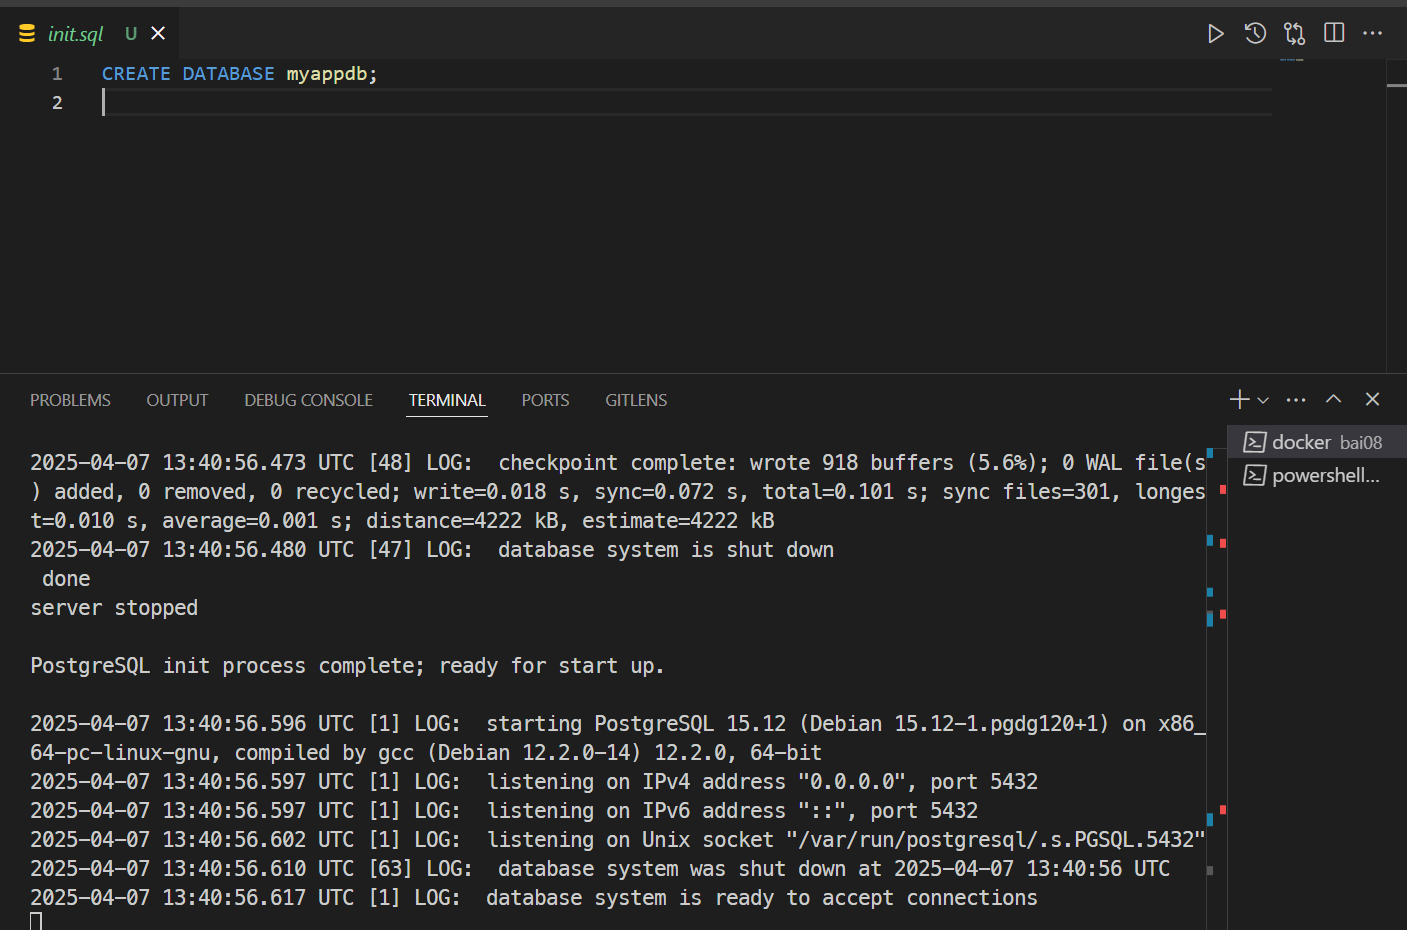 init.sql U
1 CREATE DATABASE myappdb;
2
PROBLEMS OUTPUT DEBUG CONSOLE TERMINAL PORTS GITLENS
docker bai08
powershell...
2025-04-07 13:40:56.473 UTC [48] LOG:  checkpoint complete: wrote 918 buffers (5.6%); 0 WAL file(s
) added, 0 removed, 0 recycled; write=0.018 s, sync=0.072 s, total=0.101 s; sync files=301, longes
t=0.010 s, average=0.001 s; distance=4222 kB, estimate=4222 kB
2025-04-07 13:40:56.480 UTC [47] LOG:  database system is shut down
 done
server stopped
PostgreSQL init process complete; ready for start up.
2025-04-07 13:40:56.596 UTC [1] LOG:  starting PostgreSQL 15.12 (Debian 15.12-1.pgdg120+1) on x86_
64-pc-linux-gnu, compiled by gcc (Debian 12.2.0-14) 12.2.0, 64-bit
2025-04-07 13:40:56.597 UTC [1] LOG:  listening on IPv4 address "0.0.0.0", port 5432
2025-04-07 13:40:56.597 UTC [1] LOG:  listening on IPv6 address "::", port 5432
2025-04-07 13:40:56.602 UTC [1] LOG:  listening on Unix socket "/var/run/postgresql/.s.PGSQL.5432"
2025-04-07 13:40:56.610 UTC [63] LOG:  database system was shut down at 2025-04-07 13:40:56 UTC
2025-04-07 13:40:56.617 UTC [1] LOG:  database system is ready to accept connections